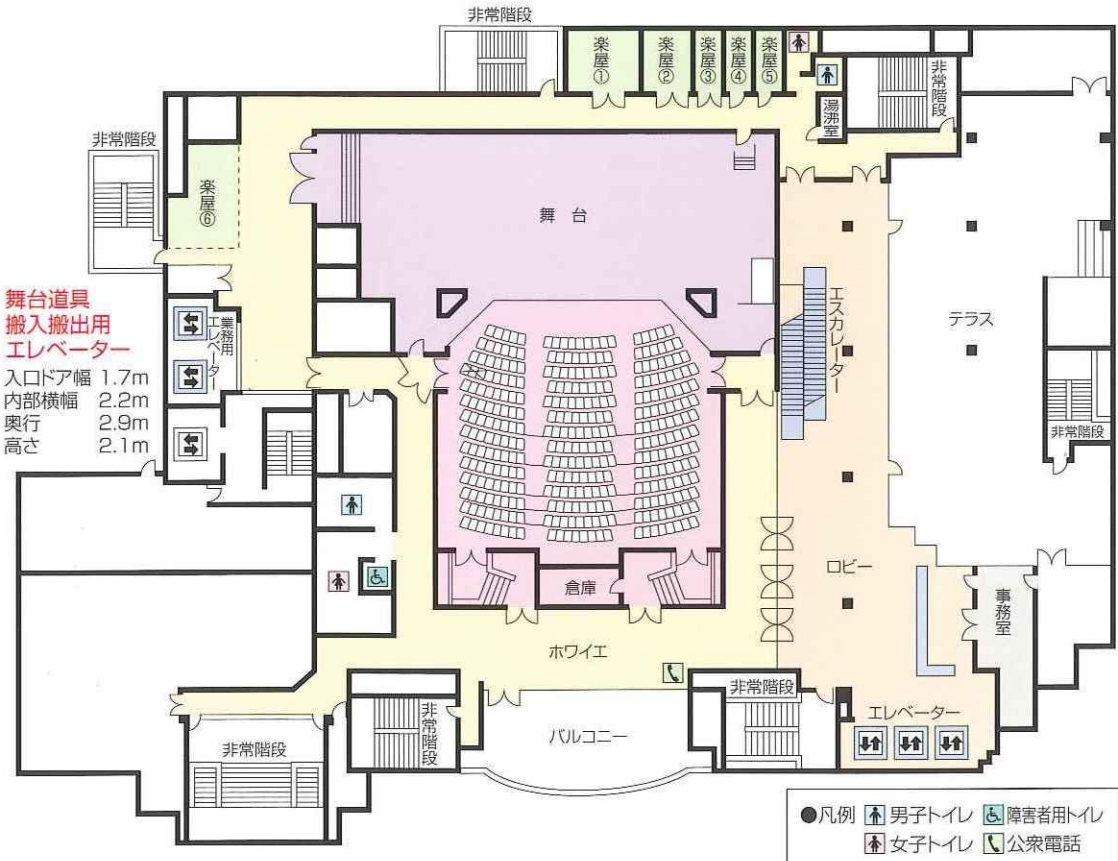 非常階段
楽屋①
楽屋②
楽屋③
楽屋④
楽屋⑤
湯沸室
非常階段
非常階段
楽屋⑥
舞台
舞台道具
搬入搬出用
エレベーター
入口ドア幅 1.7m
内部横幅 2.2m
奥行 2.9m
高さ 2.1m
業務用
エレベーター
エスカレーター
テラス
非常階段
倉庫
ロビー
事務室
ホワイエ
非常階段
非常階段
非常階段
バルコニー
エレベーター
●凡例 男子トイレ 障害者用トイレ
女子トイレ 公衆電話